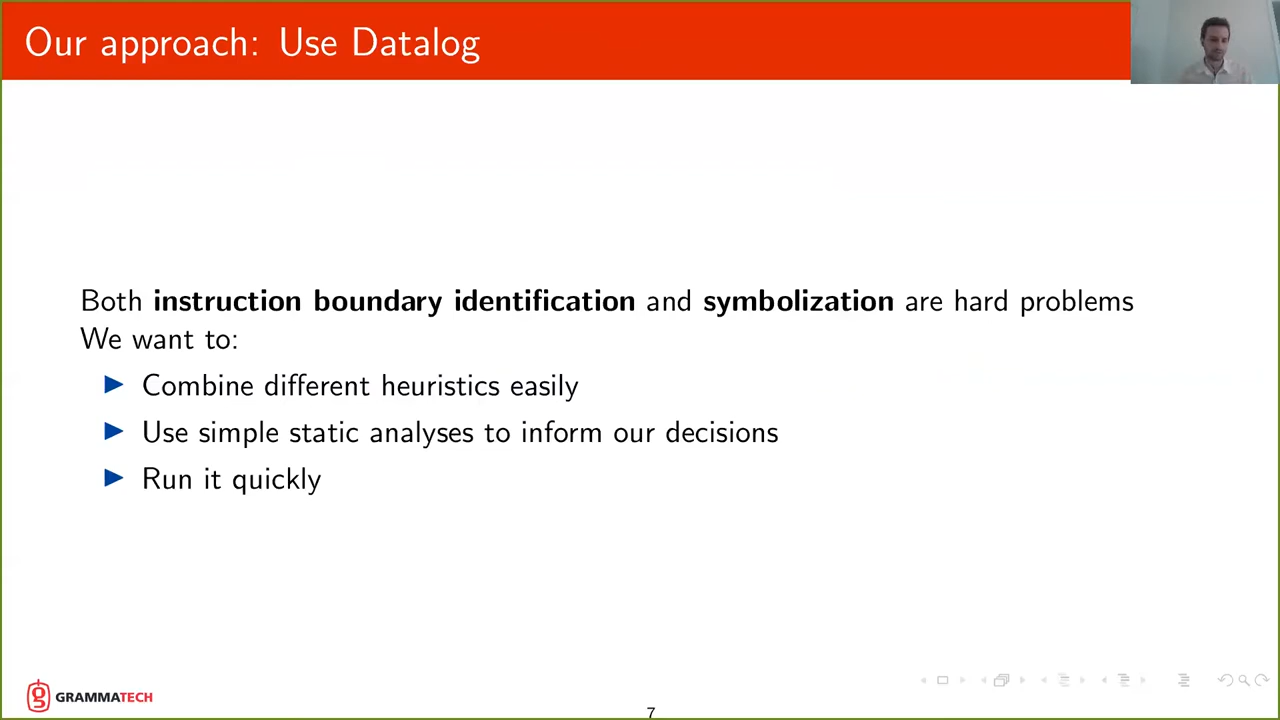 Our approach: Use Datalog
Both instruction boundary identification and symbolization are hard problems
We want to:
Combine different heuristics easily
Use simple static analyses to inform our decisions
Run it quickly
GRAMMATECH
7